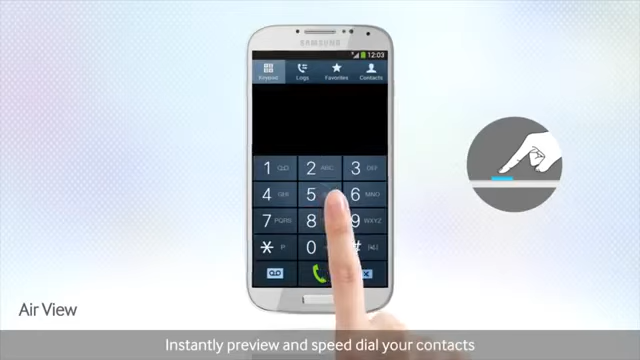 SAMSUNG
12:03
Keypad Logs Favorites Contacts
1 2 ABC 3 DEF
4 GHI 5 6 MNO
7 PQRS 8 9 WXYZ
* P 0 #
Air View
Instantly preview and speed dial your contacts